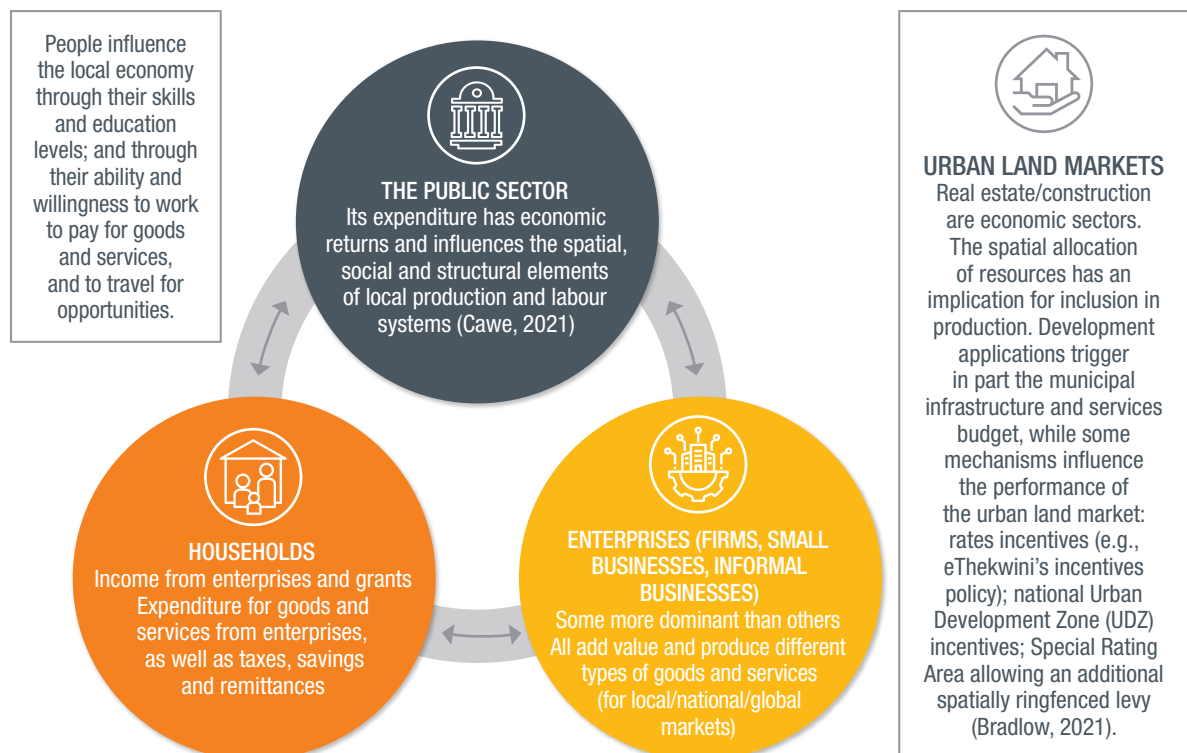 People influence
the local economy
through their skills
and education
levels; and through
their ability and
willingness to work
to pay for goods
and services,
and to travel for
opportunities.
THE PUBLIC SECTOR
Its expenditure has economic
returns and influences the spatial,
social and structural elements
of local production and labour
systems (Cawe, 2021)
HOUSEHOLDS
Income from enterprises and grants
Expenditure for goods and
services from enterprises,
as well as taxes, savings
and remittances
ENTERPRISES (FIRMS, SMALL
BUSINESSES, INFORMAL
BUSINESSES)
Some more dominant than others
All add value and produce different
types of goods and services
(for local/national/global
markets)
URBAN LAND MARKETS
Real estate/construction
are economic sectors.
The spatial allocation
of resources has an
implication for inclusion in
production. Development
applications trigger
in part the municipal
infrastructure and services
budget, while some
mechanisms influence
the performance of
the urban land market:
rates incentives (e.g.,
eThekwini’s incentives
policy); national Urban
Development Zone (UDZ)
incentives; Special Rating
Area allowing an additional
spatially ringfenced levy
(Bradlow, 2021).